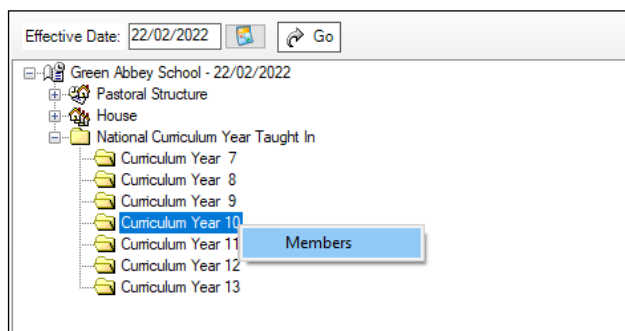 Effective Date: 22/02/2022 Go
Green Abbey School - 22/02/2022
Pastoral Structure
House
National Curriculum Year Taught In
Curriculum Year 7
Curriculum Year 8
Curriculum Year 9
Curriculum Year 10
Curriculum Year 11 Members
Curriculum Year 12
Curriculum Year 13